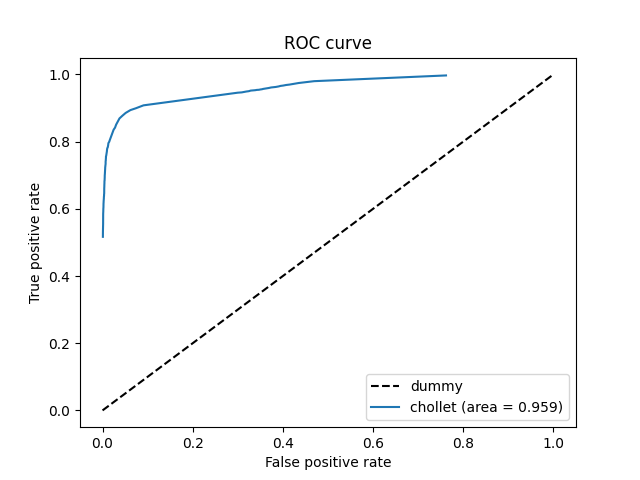 ROC curve
1.0
0.8
0.6
0.4
0.2
0.0
True positive rate
dummy
chollet (area = 0.959)
0.0 0.2 0.4 0.6 0.8 1.0
False positive rate